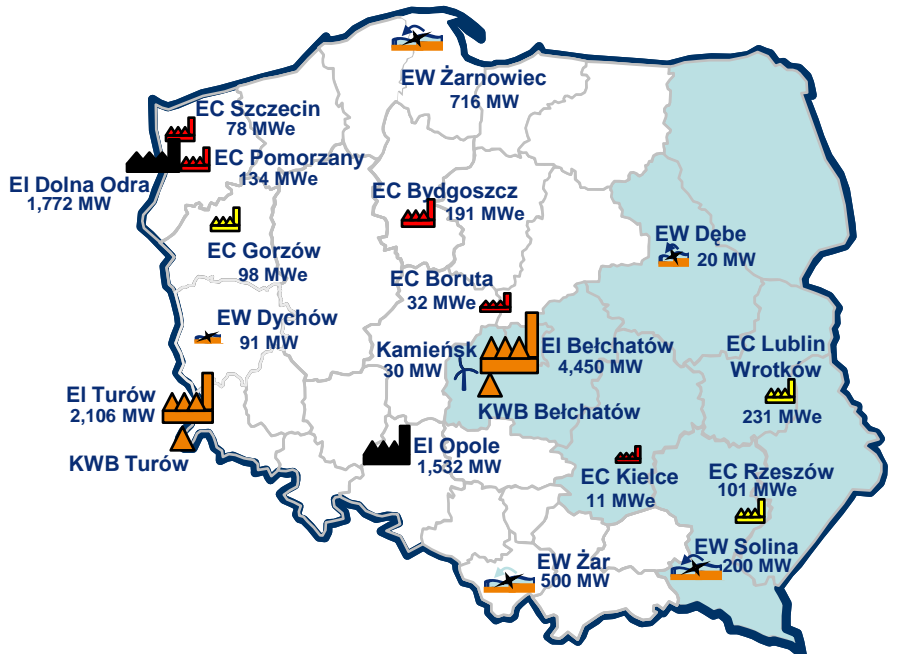 EW Żarnowiec
716 MW
EC Szczecin
78 MWe
EC Pomorzany
134 MWe
El Dolna Odra
1,772 MW
EC Bydgoszcz
191 MWe
EW Dębe
20 MW
EC Gorzów
98 MWe
EC Boruta
32 MWe
EW Dychów
91 MW
Kamieńsk
30 MW
El Bełchatów
4,450 MW
EC Lublin
Wrotków
231 MWe
El Turów
2,106 MW
KWB Bełchatów
KWB Turów
El Opole
1,532 MW
EC Kielce
11 MWe
EC Rzeszów
101 MWe
EW Żar
500 MW
EW Solina
200 MW